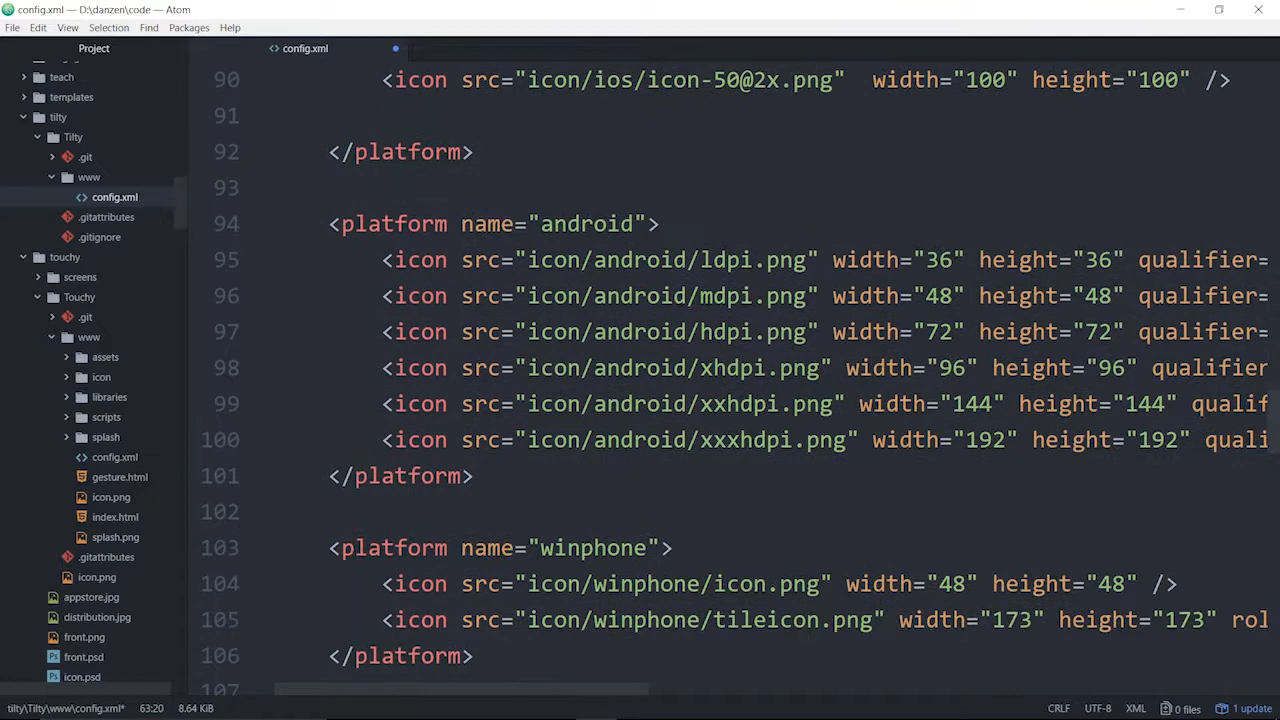 config.xml — D:\danzen\code — Atom
File Edit View Selection Find Packages Help
Project
config.xml
teach
templates
tilty
Tilty
.git
www
config.xml
.gitattributes
.gitignore
touchy
screens
Touchy
.git
www
assets
icon
libraries
scripts
splash
config.xml
gesture.html
icon.png
index.html
splash.png
.gitattributes
icon.png
appstore.jpg
distribution.jpg
front.png
front.psd
icon.psd
90 <icon src="icon/ios/icon-50@2x.png" width="100" height="100" />
91
92 </platform>
93
94 <platform name="android">
95 <icon src="icon/android/ldpi.png" width="36" height="36" qualifier=
96 <icon src="icon/android/mdpi.png" width="48" height="48" qualifier=
97 <icon src="icon/android/hdpi.png" width="72" height="72" qualifier=
98 <icon src="icon/android/xhdpi.png" width="96" height="96" qualifier
99 <icon src="icon/android/xxhdpi.png" width="144" height="144" qualif
100 <icon src="icon/android/xxxhdpi.png" width="192" height="192" quali
101 </platform>
102
103 <platform name="winphone">
104 <icon src="icon/winphone/icon.png" width="48" height="48" />
105 <icon src="icon/winphone/tileicon.png" width="173" height="173" rol
106 </platform>
107
tilty\Tilty\www\config.xml* 63:20 8.64 KiB CRLF UTF-8 XML 0 files 1 update